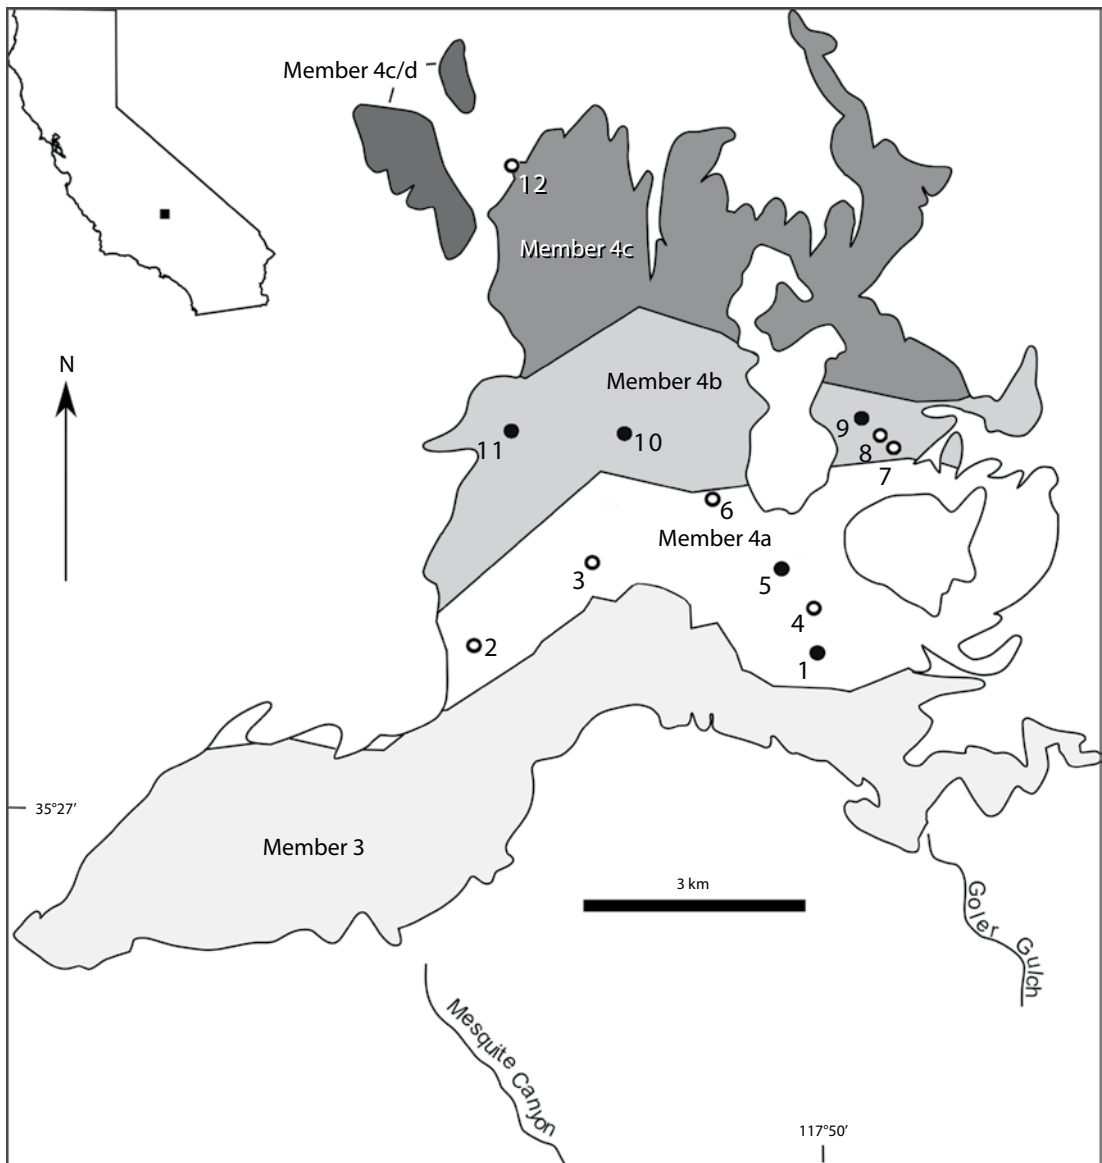 Member 4c/d
12
Member 4c
N
Member 4b
9
11
10
8
7
6
Member 4a
3
5
4
2
1
35°27′
Member 3
3 km
Goler Gulch
Mesquite Canyon
117°50′